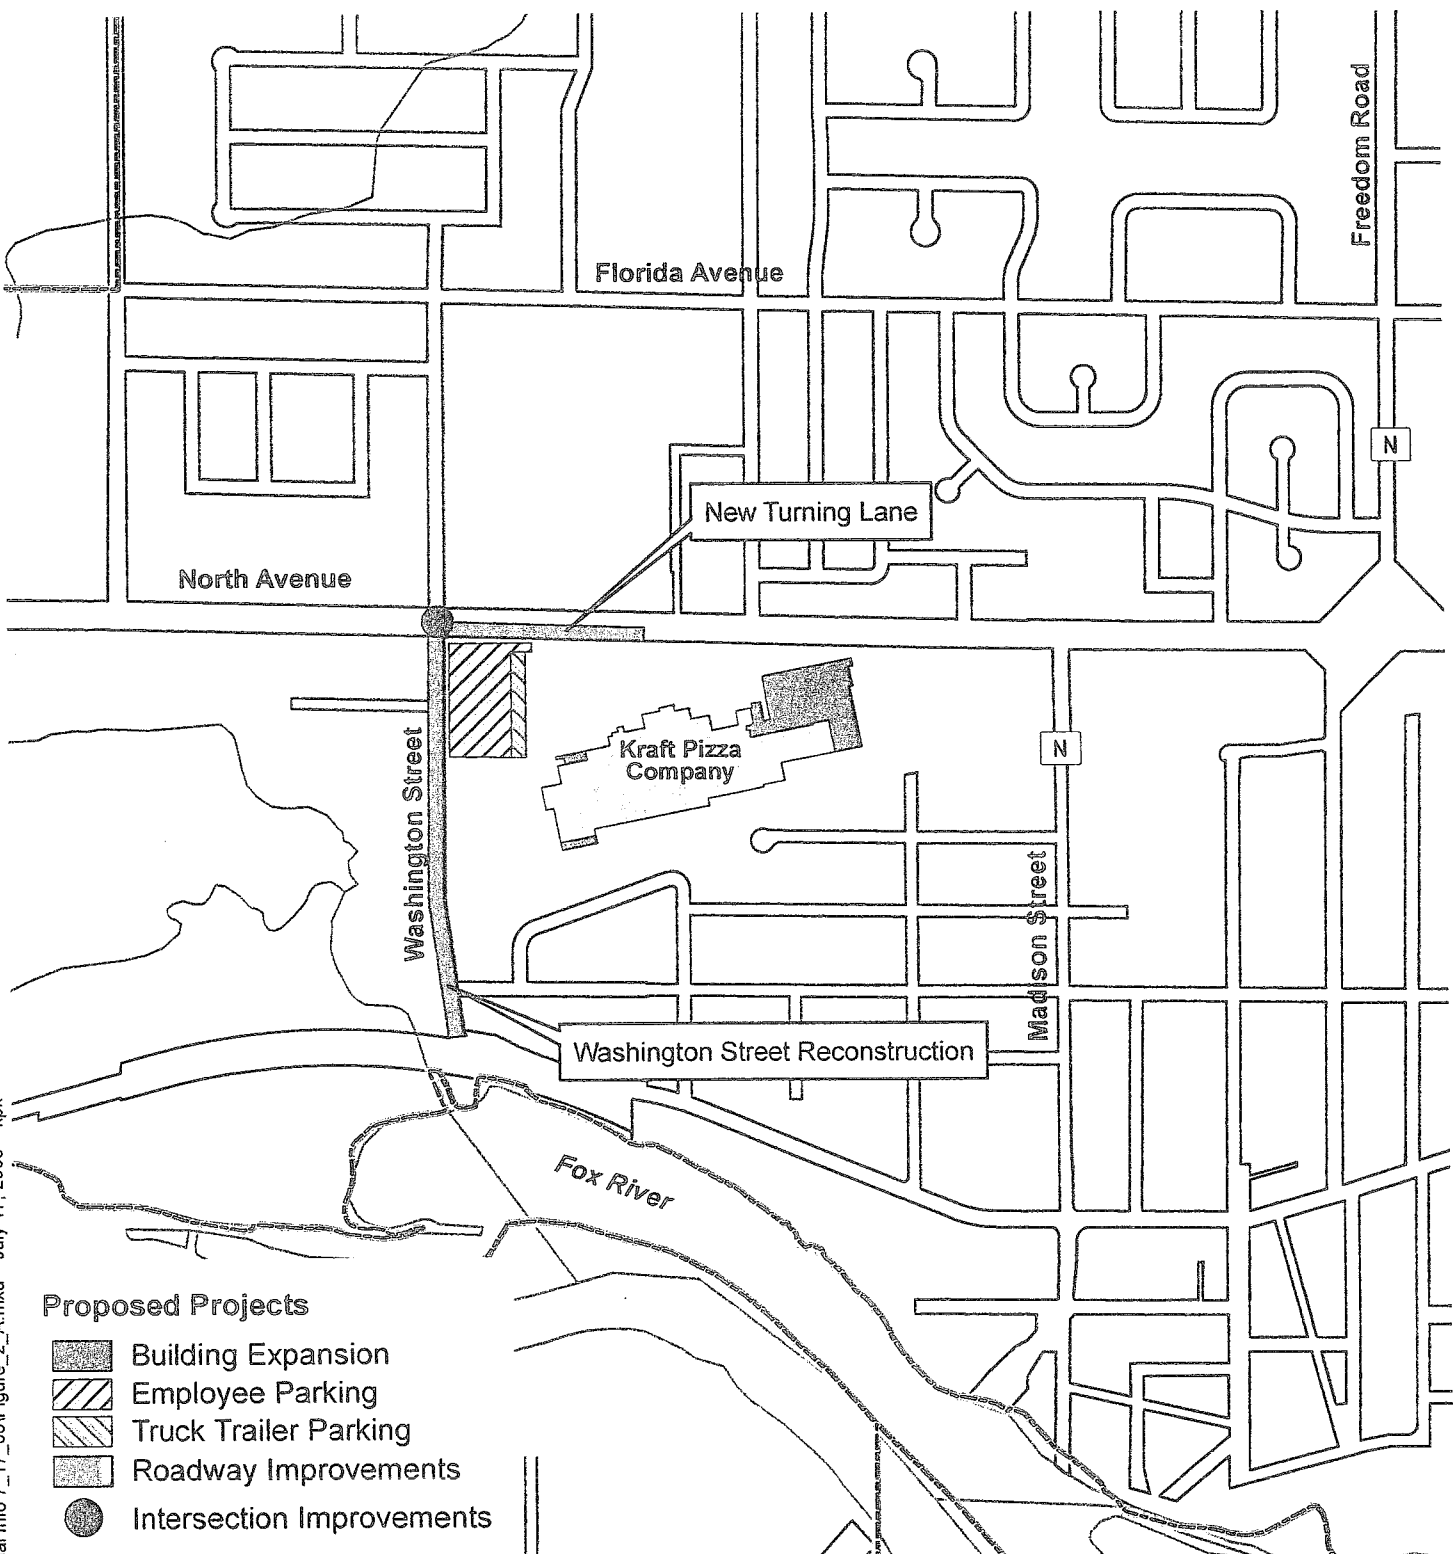 Freedom Road
Florida Avenue
N
New Turning Lane
North Avenue
Kraft Pizza
Company
N
Washington Street
Madison Street
Washington Street Reconstruction
Fox River
Proposed Projects
Building Expansion
Employee Parking
Truck Trailer Parking
Roadway Improvements
Intersection Improvements